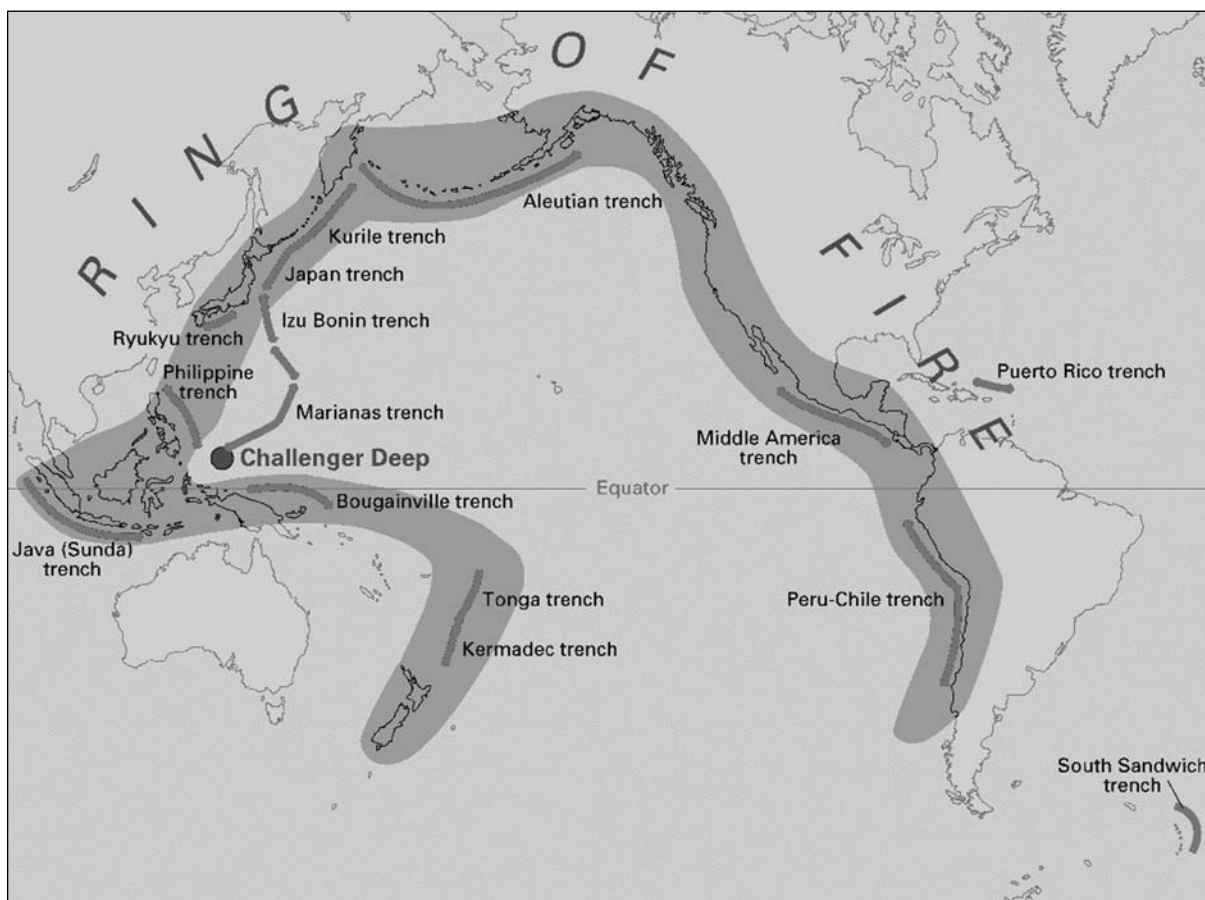 RING OF FIRE
Aleutian trench
Kurile trench
Japan trench
Izu Bonin trench
Ryukyu trench
Philippine
trench
Puerto Rico trench
Marianas trench
Middle America
trench
Challenger Deep
Equator
Bougainville trench
Java (Sunda)
trench
Tonga trench
Peru-Chile trench
Kermadec trench
South Sandwich
trench